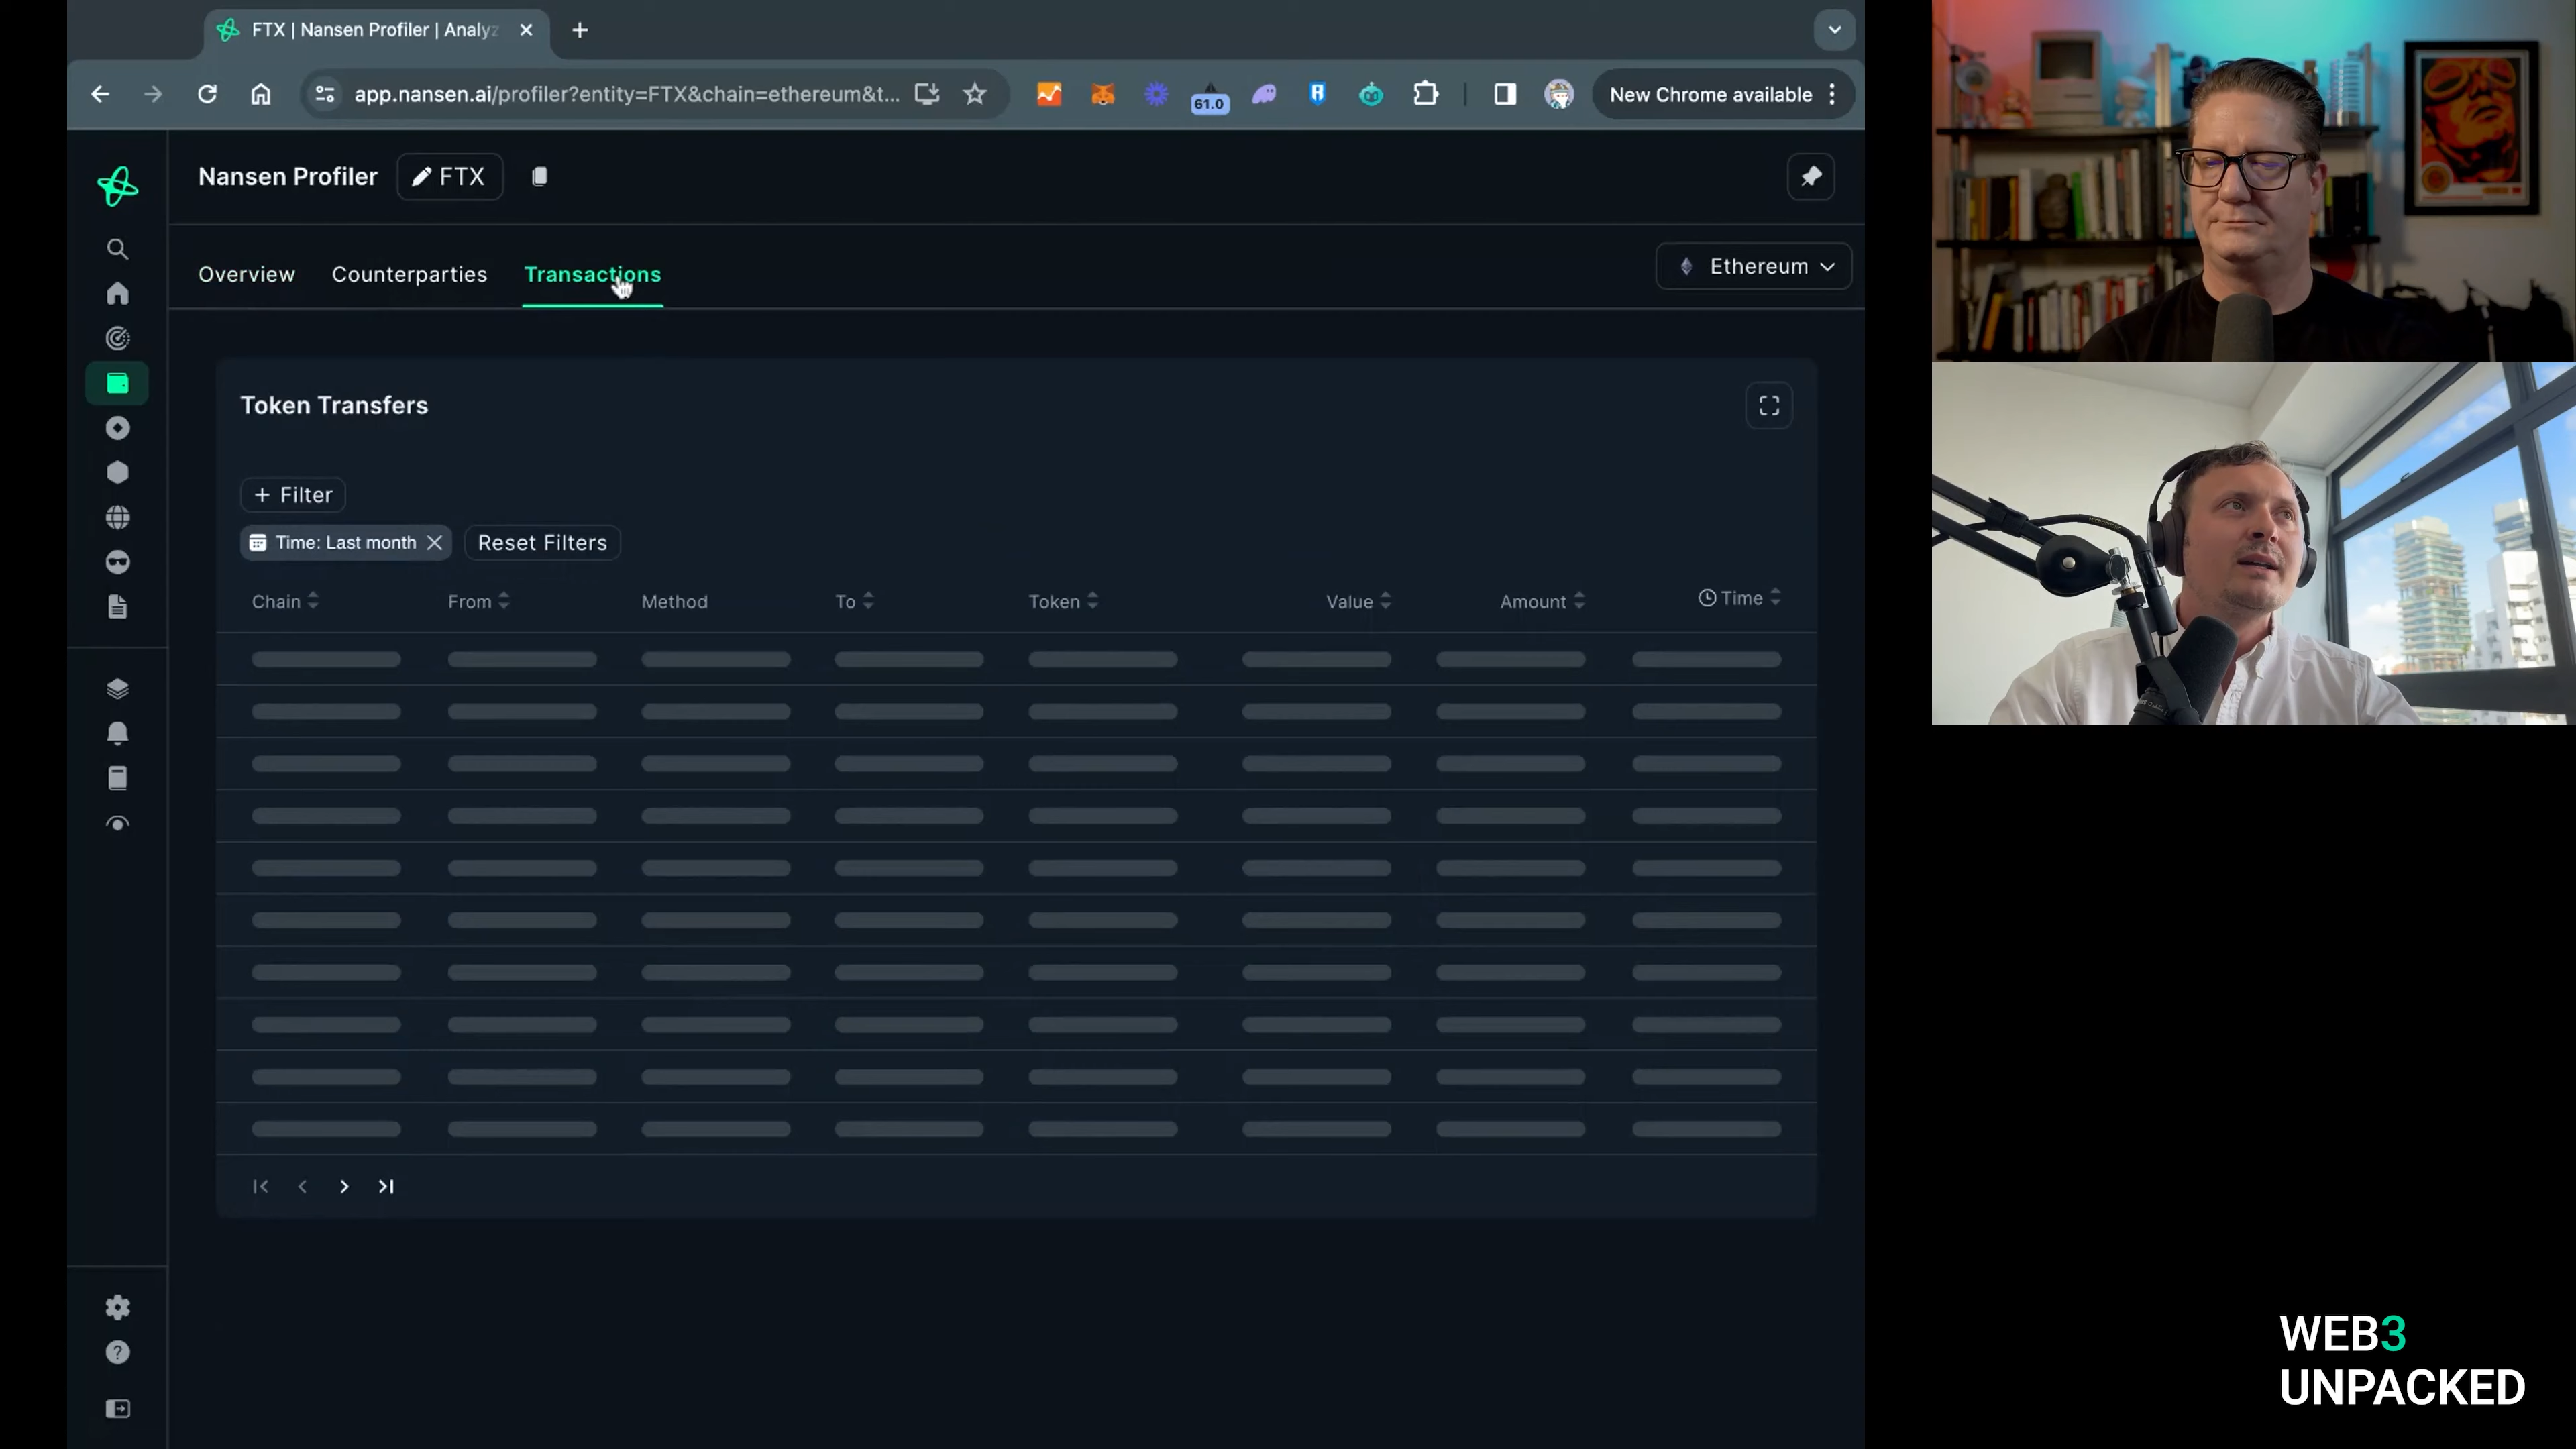 FTX | Nansen Profiler | Analyz
app.nansen.ai/profiler?entity=FTX&chain=ethereum&t...
61.0
New Chrome available
Nansen Profiler
FTX
Overview
Counterparties
Transactions
Ethereum
Token Transfers
+ Filter
Time: Last month
Reset Filters
Chain
From
Method
To
Token
Value
Amount
Time
WEB3
UNPACKED